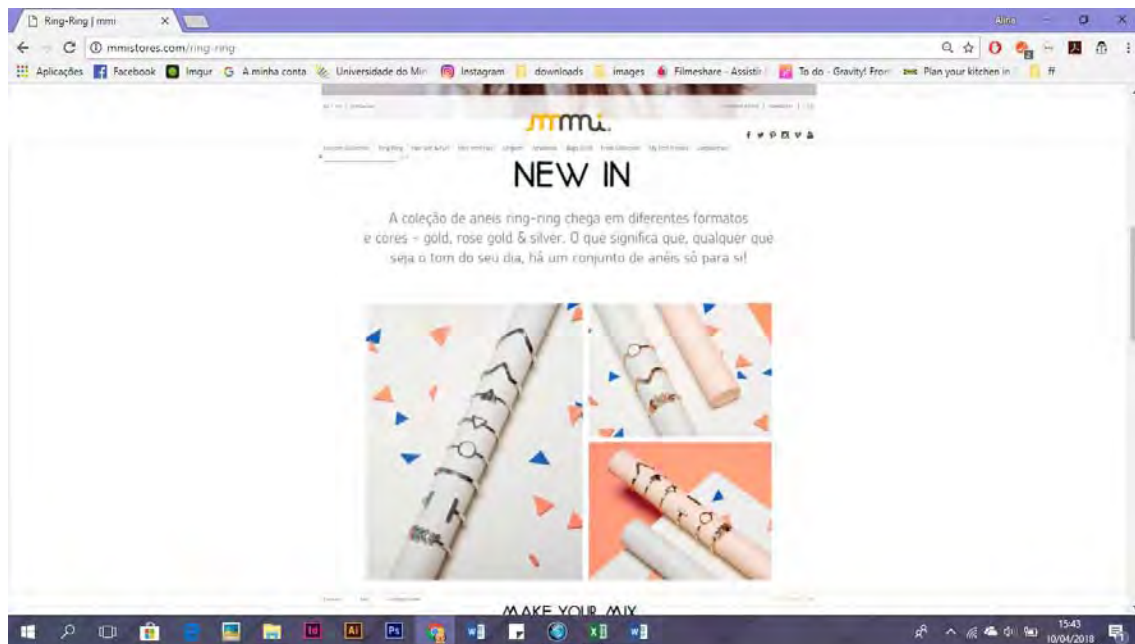 Ring-Ring | mmi
Alina
mmistores.com/ring-ring
Aplicações Facebook Imgur A minha conta Universidade do Min Instagram downloads images Filmeshare - Assistir To do - Gravity! From Plan your kitchen in ff
mmi.
NEW IN
A coleção de aneis ring-ring chega em diferentes formatos
e cores - gold, rose gold & silver. O que significa que, qualquer que
seja o tom do seu dia, há um conjunto de anéis só para si!
MAKE YOUR MIX
15:43
10/04/2018